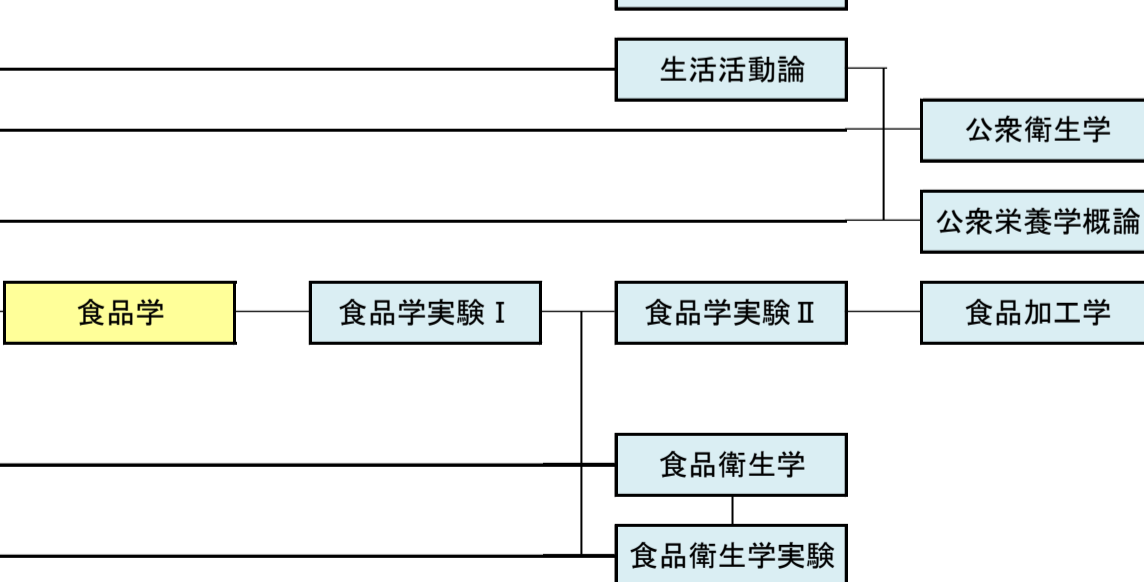 生活活動論
公衆衛生学
公衆栄養学概論
食品学
食品学実験Ⅰ
食品学実験Ⅱ
食品加工学
食品衛生学
食品衛生学実験